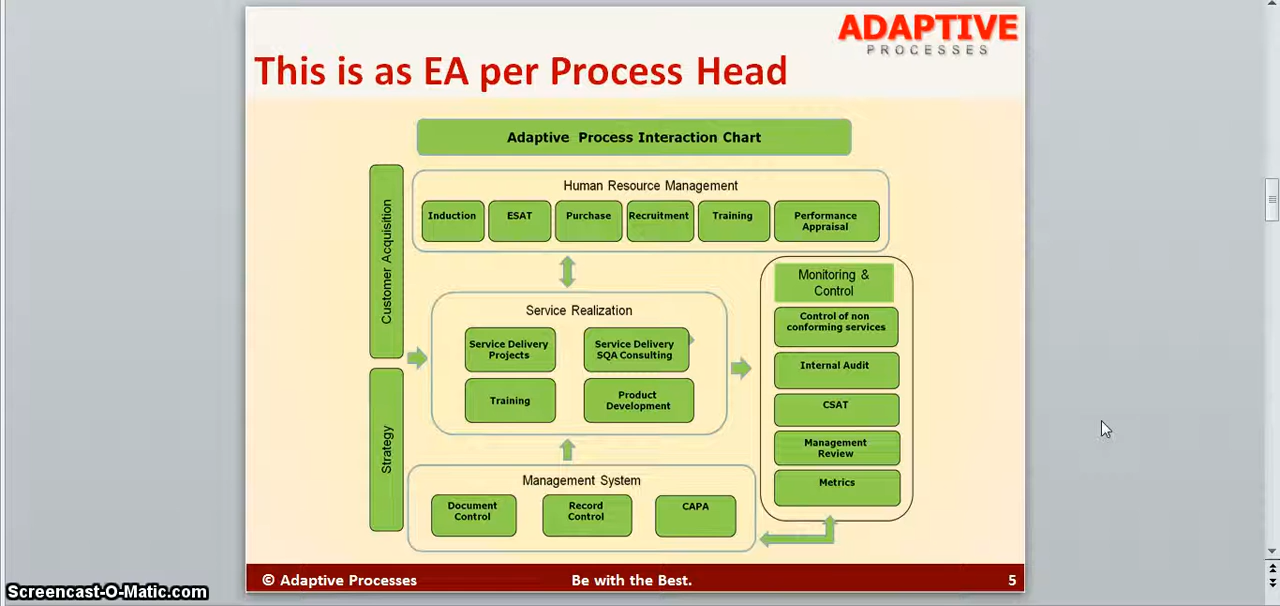 ADAPTIVE
PROCESSES
This is as EA per Process Head
Adaptive Process Interaction Chart
Customer Acquisition
Strategy
Human Resource Management
Induction
ESAT
Purchase
Recruitment
Training
Performance
Appraisal
Service Realization
Service Delivery
Projects
Service Delivery
SQA Consulting
Training
Product
Development
Monitoring &
Control
Control of non
conforming services
Internal Audit
CSAT
Management
Review
Metrics
Management System
Document
Control
Record
Control
CAPA
© Adaptive Processes
Be with the Best.
5
Screencast-O-Matic.com